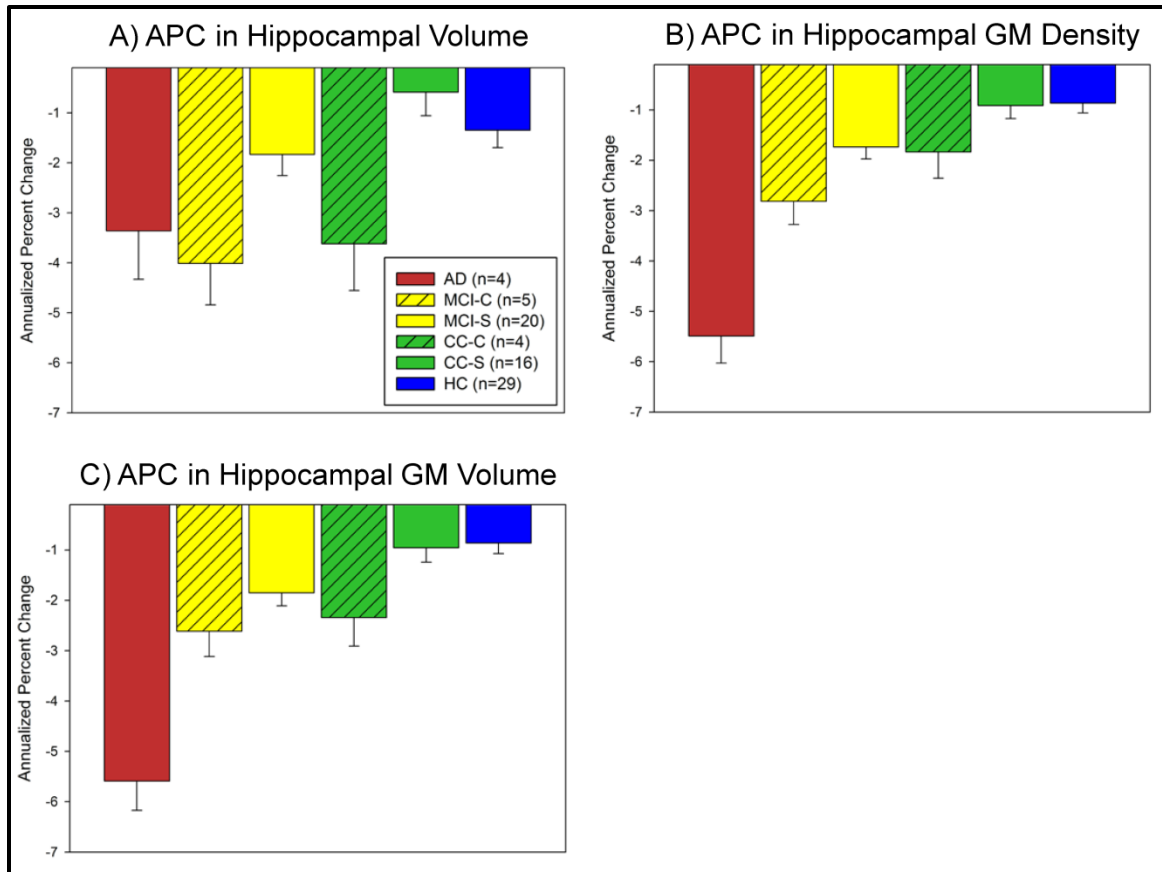 A) APC in Hippocampal Volume
Annualized Percent Change
-1
-2
-3
-4
-5
-6
-7
AD (n=4)
MCI-C (n=5)
MCI-S (n=20)
CC-C (n=4)
CC-S (n=16)
HC (n=29)
B) APC in Hippocampal GM Density
Annualized Percent Change
-1
-2
-3
-4
-5
-6
-7
C) APC in Hippocampal GM Volume
Annualized Percent Change
-1
-2
-3
-4
-5
-6
-7